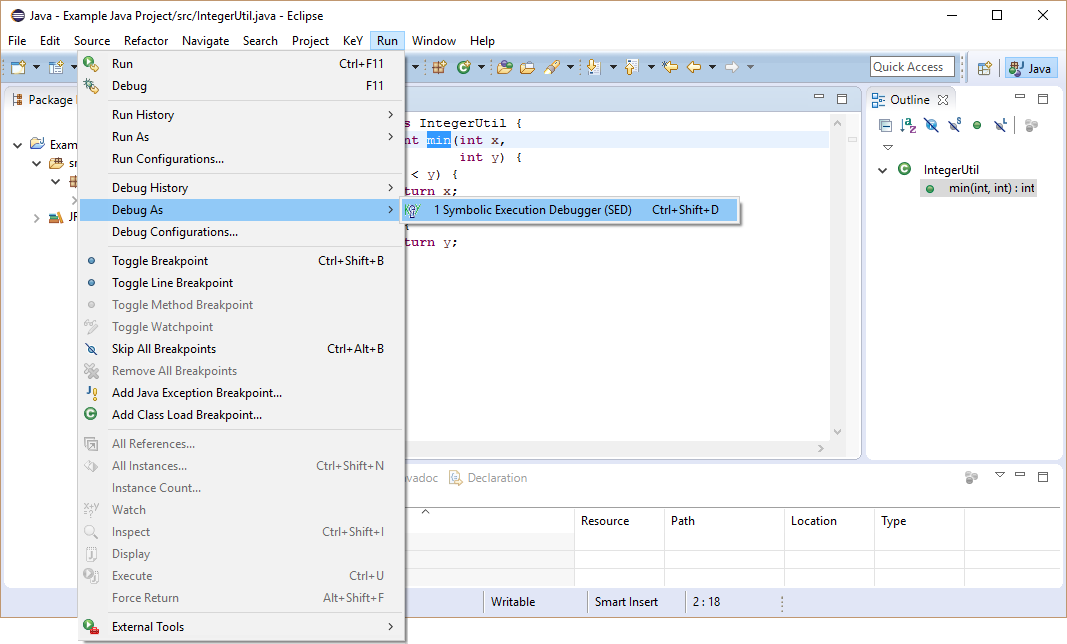 Java - Example Java Project/src/IntegerUtil.java - Eclipse
File Edit Source Refactor Navigate Search Project KeY Run Window Help
Quick Access
Java
Run Ctrl+F11
Debug F11
Run History
Run As
Run Configurations...
Debug History
Debug As
Debug Configurations...
Toggle Breakpoint Ctrl+Shift+B
Toggle Line Breakpoint
Toggle Method Breakpoint
Toggle Watchpoint
Skip All Breakpoints Ctrl+Alt+B
Remove All Breakpoints
Add Java Exception Breakpoint...
Add Class Load Breakpoint...
All References...
All Instances... Ctrl+Shift+N
Instance Count...
Watch
Inspect Ctrl+Shift+I
Display
Execute Ctrl+U
Force Return Alt+Shift+F
External Tools
1 Symbolic Execution Debugger (SED) Ctrl+Shift+D
Package
Exam
sr
JF
s IntegerUtil {
nt min(int x,
int y) {
< y) {
turn x;
{
turn y;
Outline
IntegerUtil
min(int, int) : int
avadoc Declaration
Resource Path Location Type
Writable Smart Insert 2 : 18